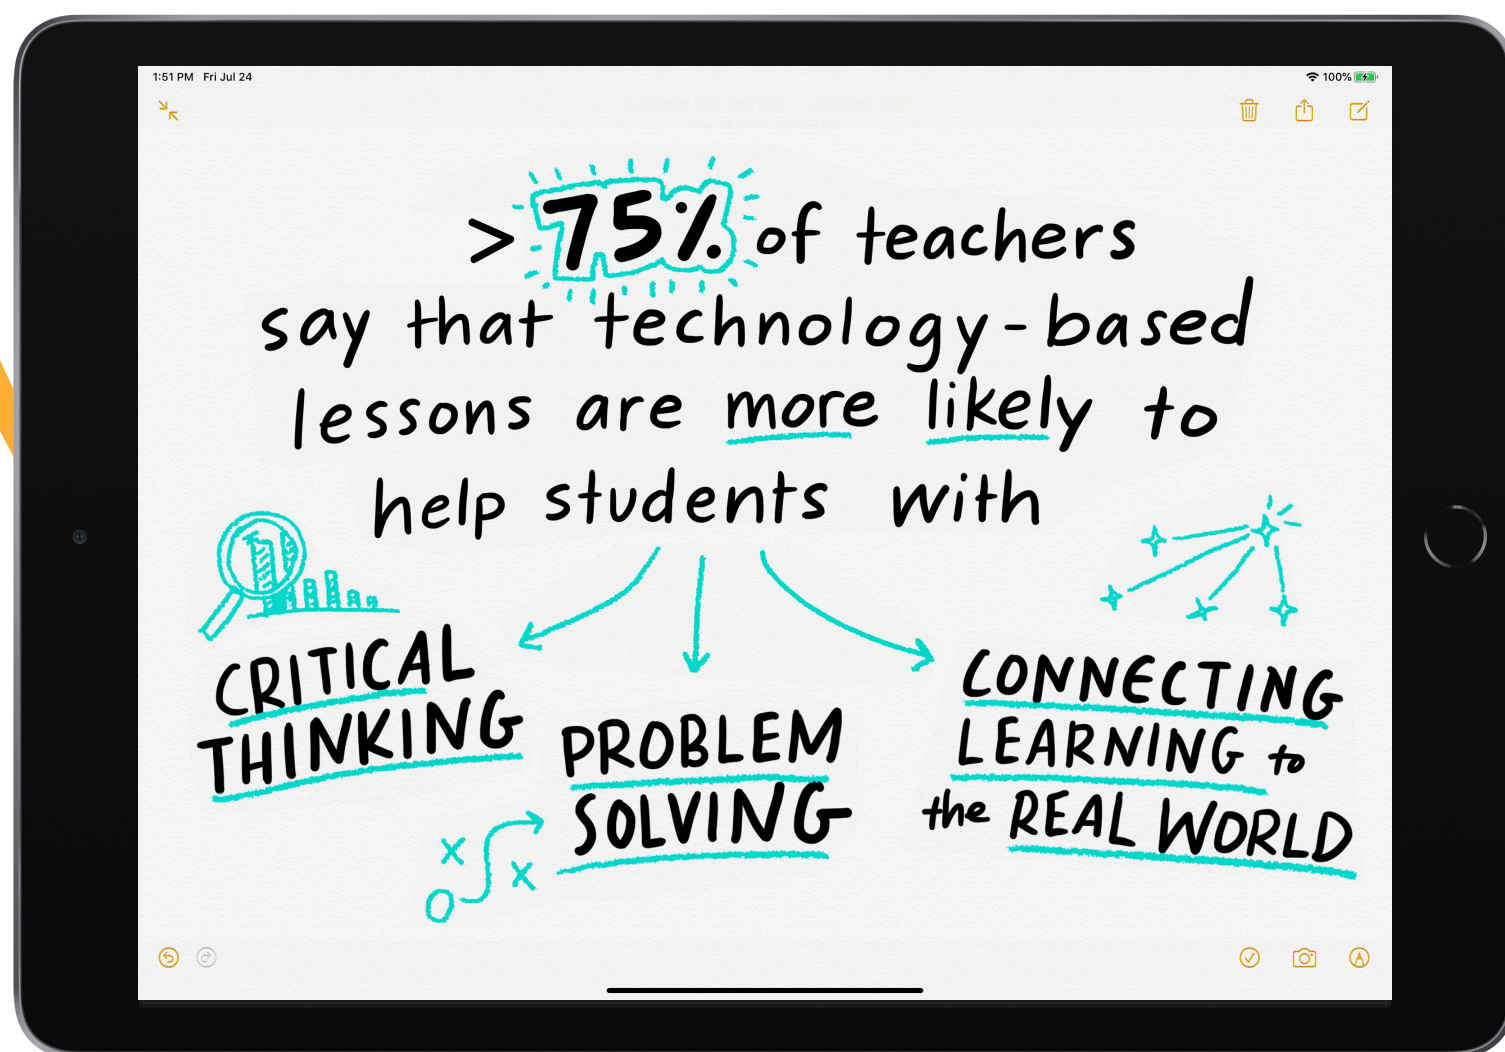 1:51 PM Fri Jul 24
100%
> 75% of teachers
say that technology-based
lessons are more likely to
help students with
CRITICAL
THINKING
PROBLEM
SOLVING
CONNECTING
LEARNING to
the REAL WORLD